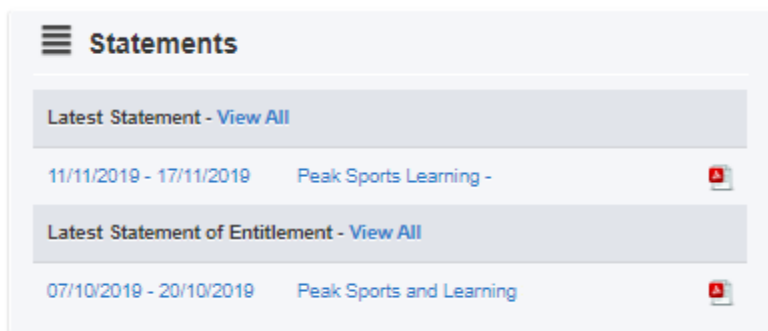 Statements
Latest Statement - View All
11/11/2019 - 17/11/2019 Peak Sports Learning -
Latest Statement of Entitlement - View All
07/10/2019 - 20/10/2019 Peak Sports and Learning